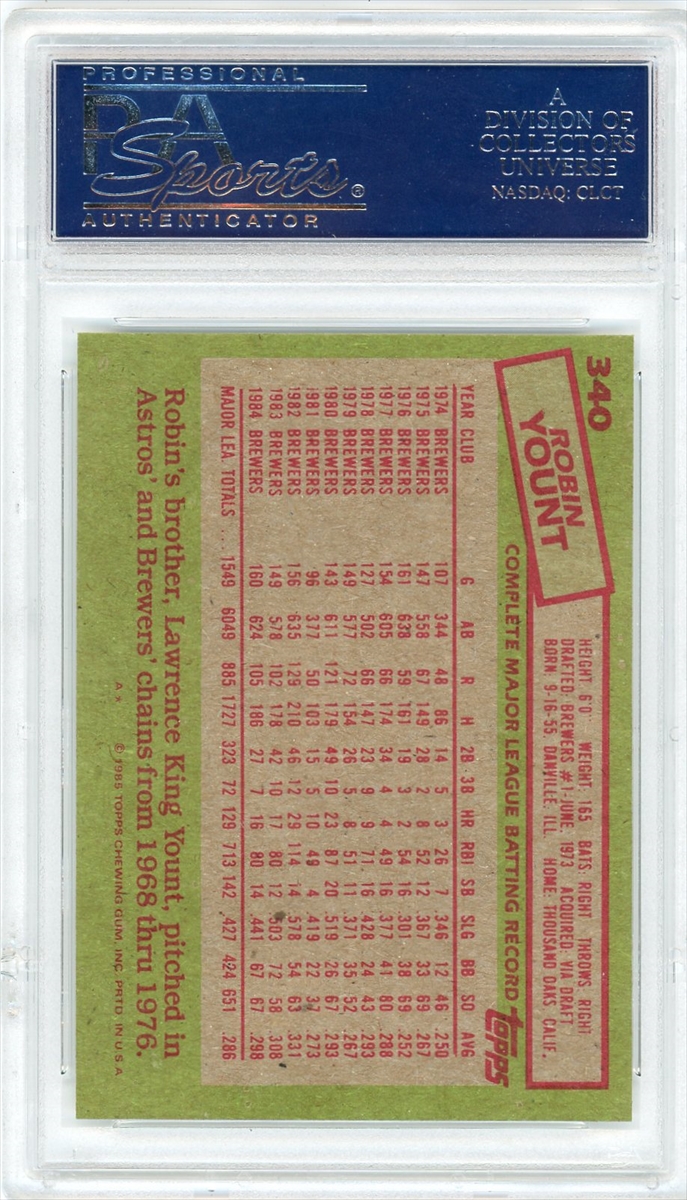 PROFESSIONAL
PSA
Sports®
AUTHENTICATOR
A
DIVISION OF
COLLECTORS
UNIVERSE
NASDAQ: CLCT
340
ROBIN
YOUNT
HEIGHT: 6'0" WEIGHT: 165 BATS: RIGHT THROWS: RIGHT
DRAFTED: BREWERS #1-JUNE, 1973 ACQUIRED: VIA DRAFT
BORN: 9-16-55 DANVILLE, ILL. HOME: THOUSAND OAKS, CALIF.
COMPLETE MAJOR LEAGUE BATTING RECORD topps
YEAR CLUB G AB R H 2B 3B HR RBI SB SLG BB SO AVG
1974 BREWERS 107 344 48 86 14 5 3 26 7 .346 12 46 .250
1975 BREWERS 147 558 67 149 28 2 8 52 12 .367 33 69 .267
1976 BREWERS 161 638 59 161 19 3 2 54 16 .301 38 69 .252
1977 BREWERS 154 605 66 174 34 4 4 49 16 .377 41 80 .288
1978 BREWERS 127 502 66 147 23 9 9 71 16 .428 24 43 .293
1979 BREWERS 149 577 72 154 26 5 8 51 11 .371 35 52 .267
1980 BREWERS 143 611 121 179 49 10 23 87 20 .519 26 67 .293
1981 BREWERS 96 377 50 103 15 5 10 49 4 .419 22 37 .273
1982 BREWERS 156 635 129 210 46 12 29 114 14 .578 54 63 .331
1983 BREWERS 149 578 102 178 42 10 17 80 12 .503 72 58 .308
1984 BREWERS 160 624 105 186 27 7 16 80 14 .441 67 67 .298
MAJOR LEA. TOTALS ... 1549 6049 885 1727 323 72 129 713 142 .427 424 651 .286
Robin's brother, Lawrence King Yount, pitched in
Astros' and Brewers' chains from 1968 thru 1976.
A* © 1985 TOPPS CHEWING GUM, INC. PRTD. IN U.S.A.